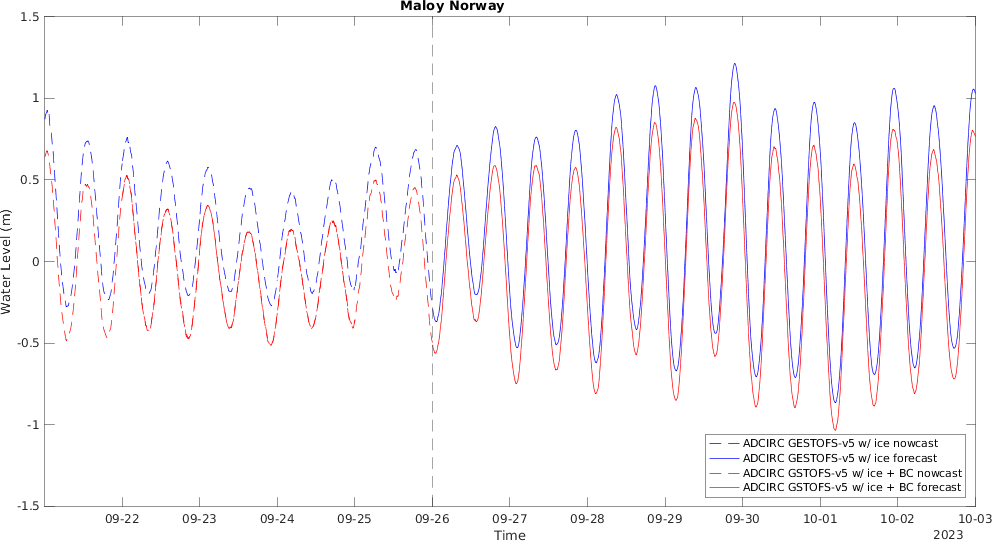 Maloy Norway
1.5
1
0.5
0
-0.5
-1
-1.5
Water Level (m)
09-22 09-23 09-24 09-25 09-26 09-27 09-28 09-29 09-30 10-01 10-02 10-03
Time
2023
ADCIRC GESTOFS-v5 w/ ice nowcast
ADCIRC GESTOFS-v5 w/ ice forecast
ADCIRC GSTOFS-v5 w/ ice + BC nowcast
ADCIRC GSTOFS-v5 w/ ice + BC forecast